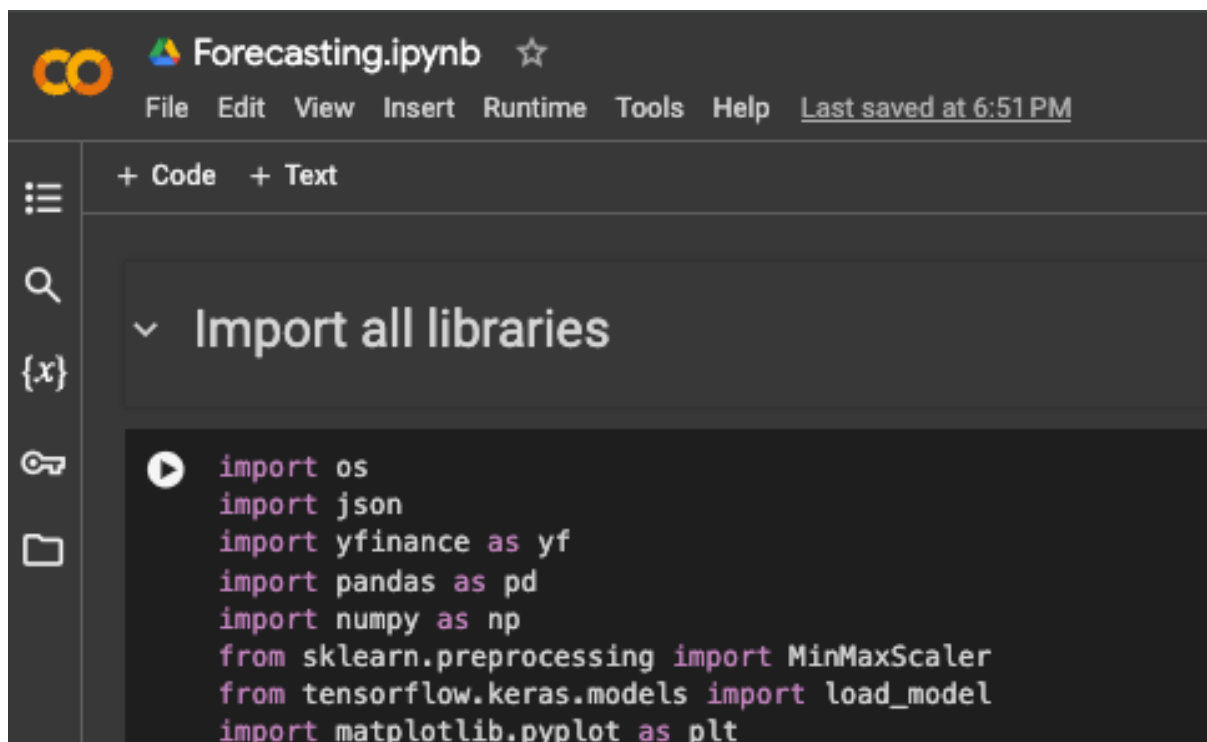 CO
Forecasting.ipynb
File Edit View Insert Runtime Tools Help Last saved at 6:51 PM
+ Code + Text
Import all libraries
{x}
import os
import json
import yfinance as yf
import pandas as pd
import numpy as np
from sklearn.preprocessing import MinMaxScaler
from tensorflow.keras.models import load_model
import matplotlib.pyplot as plt